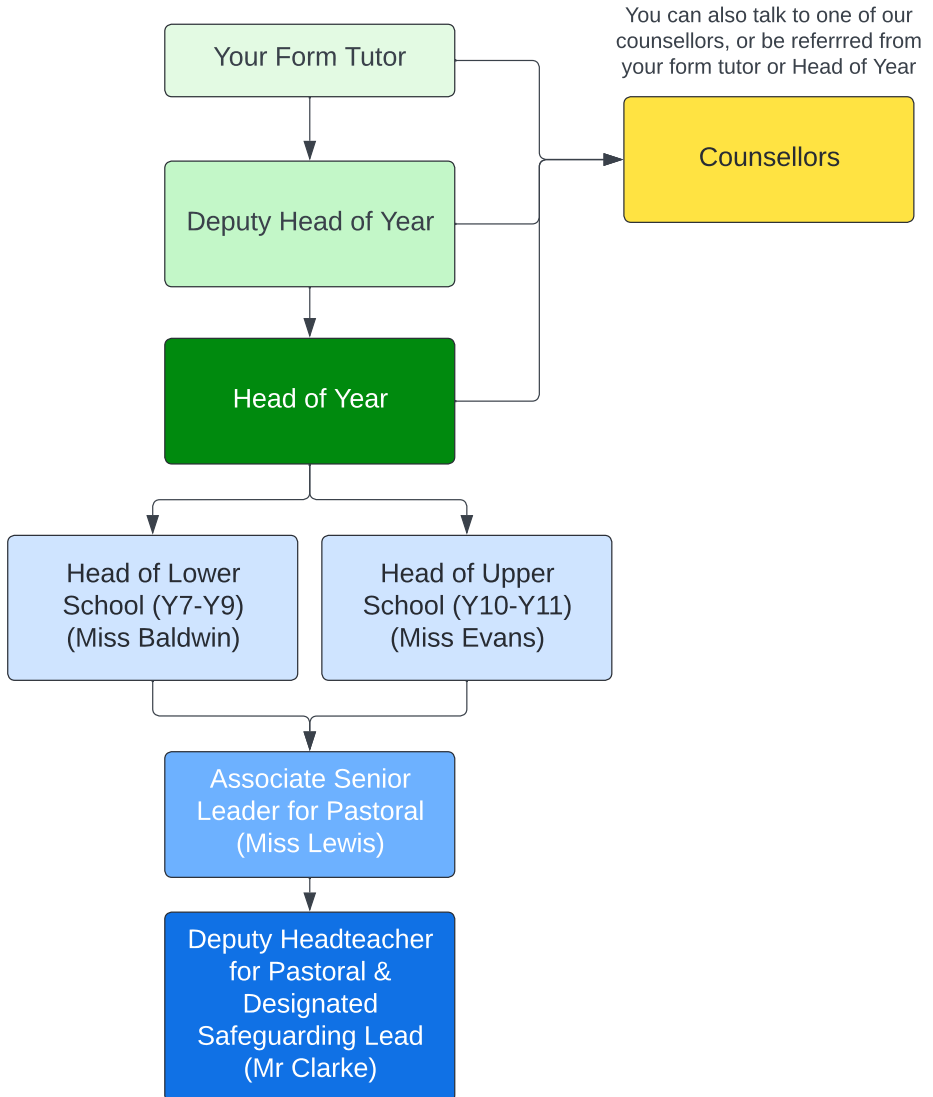 You can also talk to one of our
counsellors, or be referrred from
your form tutor or Head of Year
Your Form Tutor
Counsellors
Deputy Head of Year
Head of Year
Head of Lower
School (Y7-Y9)
(Miss Baldwin)
Head of Upper
School (Y10-Y11)
(Miss Evans)
Associate Senior
Leader for Pastoral
(Miss Lewis)
Deputy Headteacher
for Pastoral &
Designated
Safeguarding Lead
(Mr Clarke)